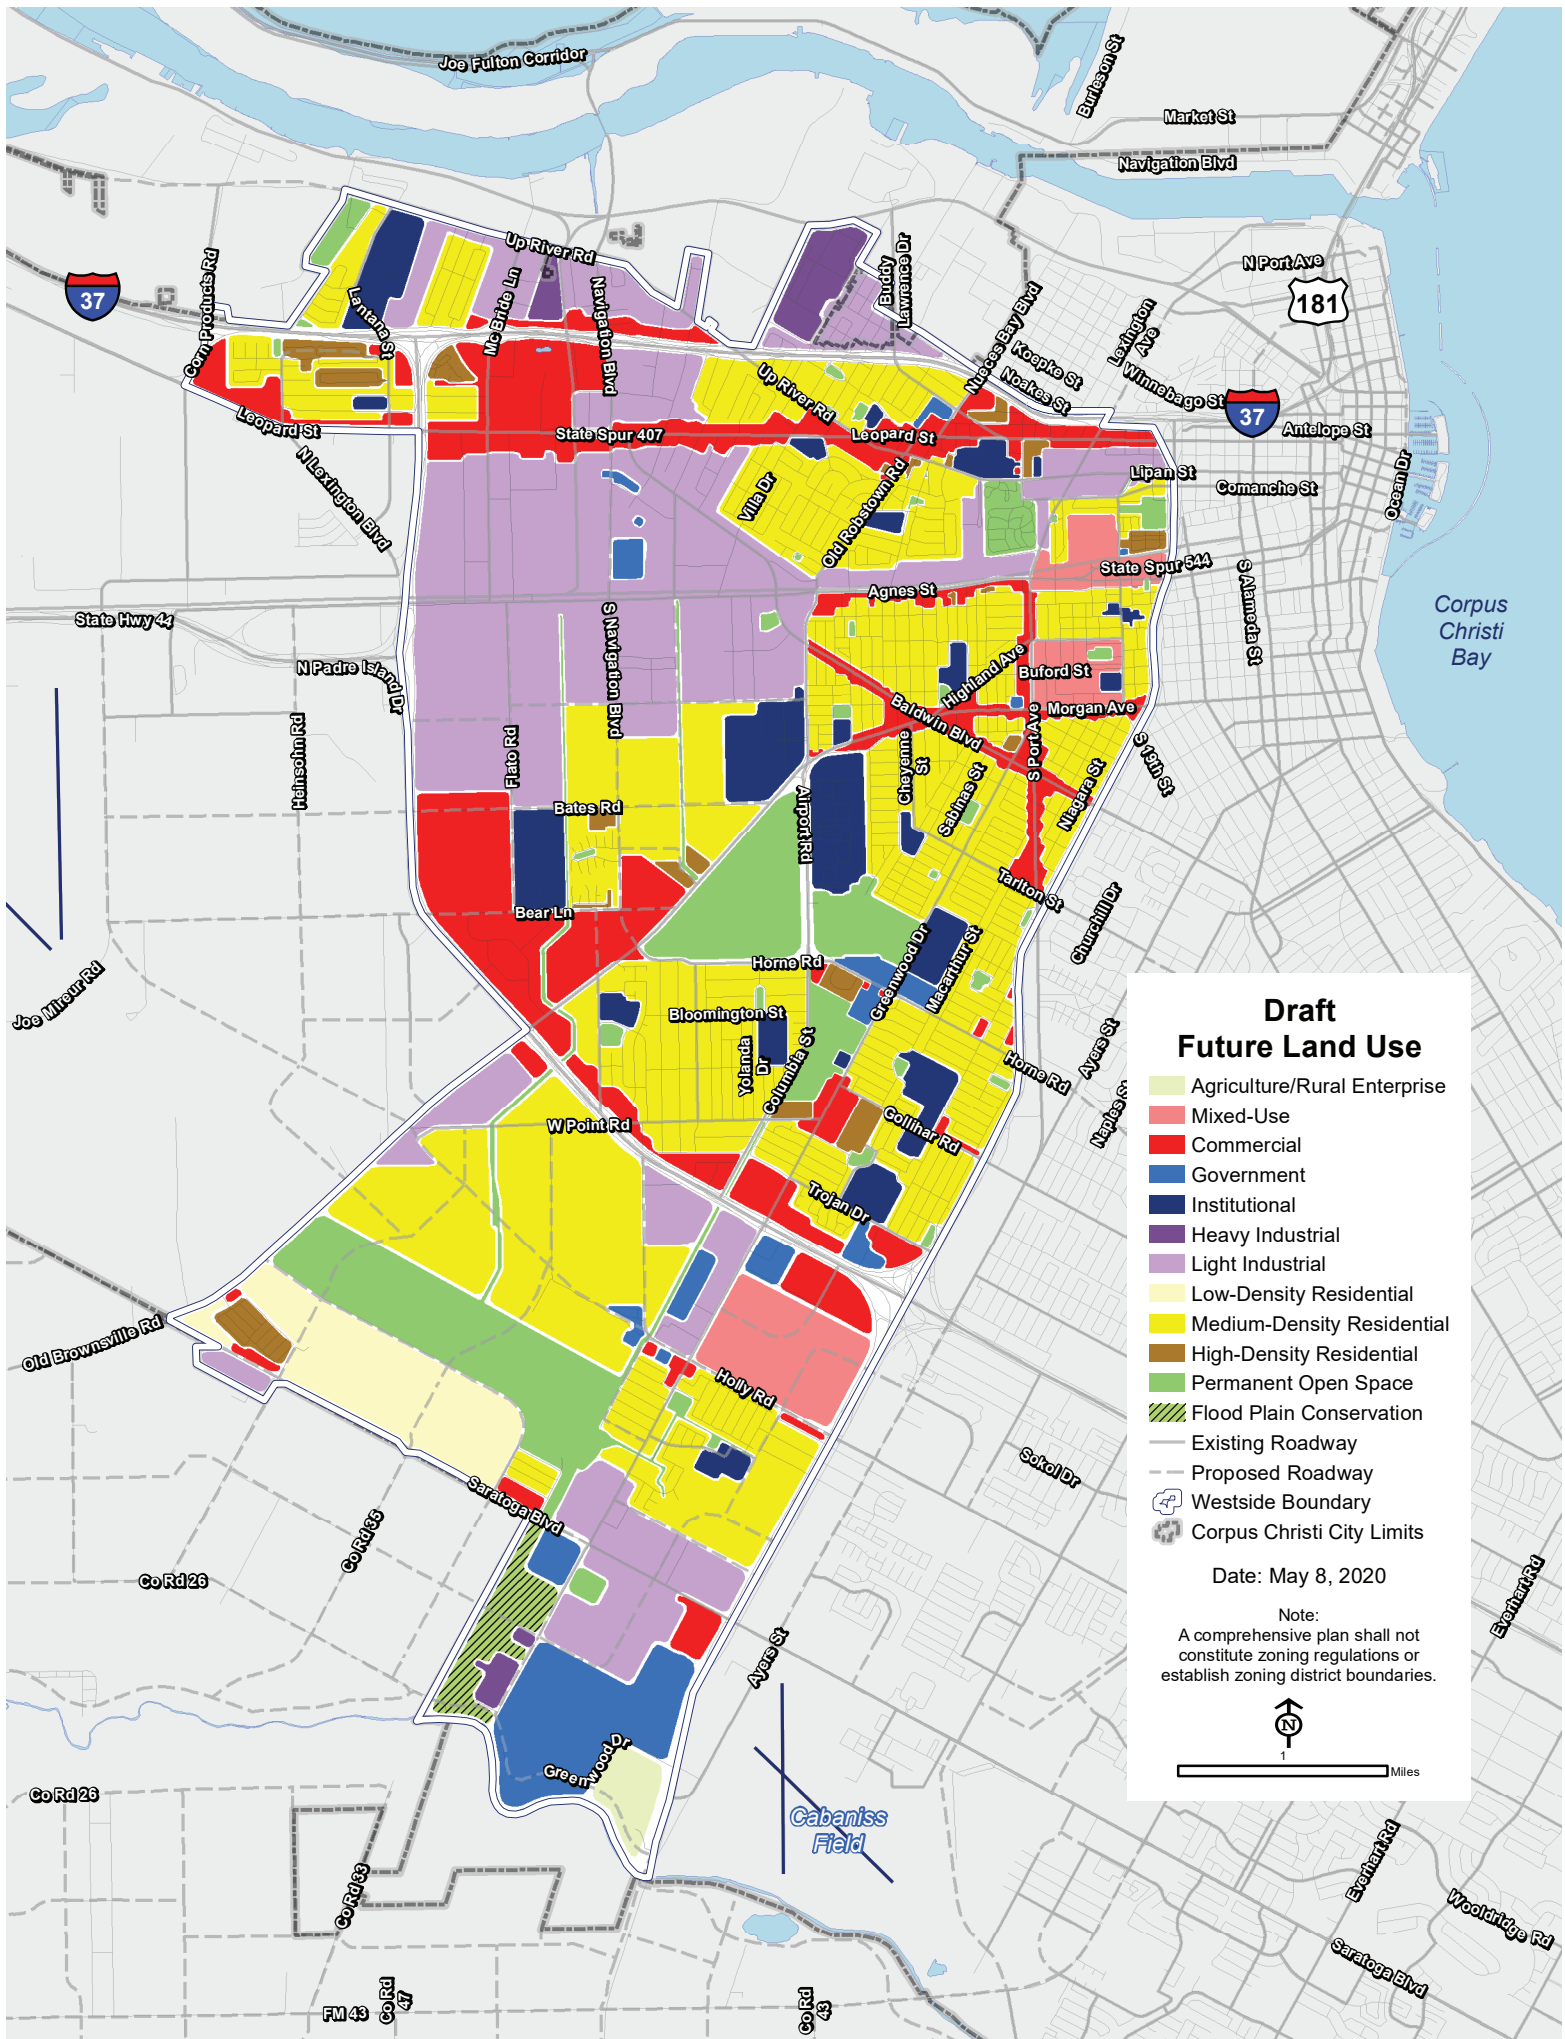 Joe Fulton Corridor
Burleson St
Market St
Navigation Blvd
Up River Rd
Corn Products Rd
Lantana St
Mc Bride Ln
Navigation Blvd
Buddy
Lawrence Dr
N Port Ave
181
37
Nueces Bay Blvd
Koepke St
Noakes St
Lexington
Ave
Winnebago St
37
Antelope St
Up River Rd
Leopard St
State Spur 407
Leopard St
N Lexington Blvd
Villa Dr
Old Robstown Rd
Lipan St
Comanche St
Ocean Dr
State Spur 544
Agnes St
State Hwy 44
S Alameda St
Corpus
Christi
Bay
N Padre Island Dr
S Navigation Blvd
Highland Ave
Buford St
Morgan Ave
Baldwin Blvd
Heinsohn Rd
Flato Rd
Cheyenne
St
S Port Ave
S 19th St
Sabinas St
Niagara St
Bates Rd
Airport Rd
Tarlton St
Bear Ln
Churchill Dr
Horne Rd
Greenwood Dr
Macarthur St
Joe Mireur Rd
Bloomington St
Yolanda
Dr
Columbia St
Horne Rd
Ayers St
Naples St
W Point Rd
Gollihar Rd
Trojan Dr
Old Brownsville Rd
Holly Rd
Sokol Dr
Saratoga Blvd
Co Rd 35
Co Rd 26
Ayers St
Everhart Rd
Greenwood Dr
Co Rd 26
Cabaniss
Field
Co Rd 33
Everhart Rd
Wooldridge Rd
Saratoga Blvd
FM 43
Co Rd
47
Co Rd
43
Draft
Future Land Use
Agriculture/Rural Enterprise
Mixed-Use
Commercial
Government
Institutional
Heavy Industrial
Light Industrial
Low-Density Residential
Medium-Density Residential
High-Density Residential
Permanent Open Space
Flood Plain Conservation
Existing Roadway
Proposed Roadway
Westside Boundary
Corpus Christi City Limits
Date: May 8, 2020
Note:
A comprehensive plan shall not
constitute zoning regulations or
establish zoning district boundaries.
N
1
Miles